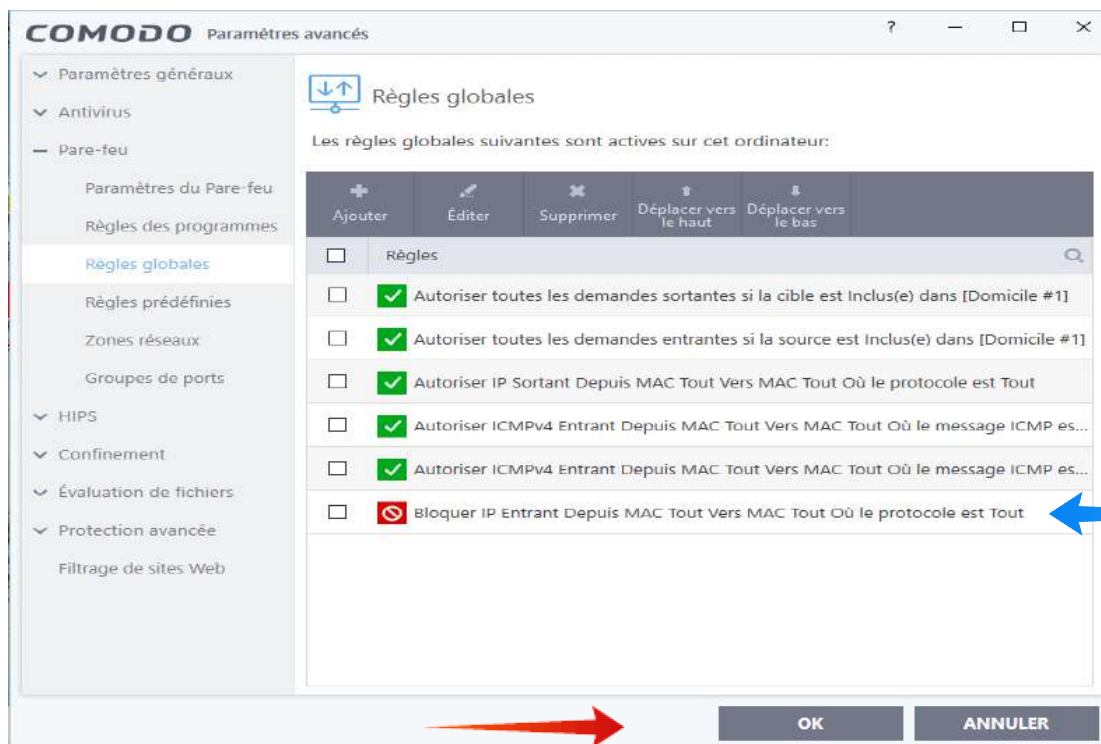 COMODO Paramètres avancés
?
Paramètres généraux
Antivirus
Pare-feu
Paramètres du Pare-feu
Règles des programmes
Règles globales
Règles prédéfinies
Zones réseaux
Groupes de ports
HIPS
Confinement
Évaluation de fichiers
Protection avancée
Filtrage de sites Web
Règles globales
Les règles globales suivantes sont actives sur cet ordinateur:
Ajouter
Éditer
Supprimer
Déplacer vers
le haut
Déplacer vers
le bas
Règles
Autoriser toutes les demandes sortantes si la cible est Inclus(e) dans [Domicile #1]
Autoriser toutes les demandes entrantes si la source est Inclus(e) dans [Domicile #1]
Autoriser IP Sortant Depuis MAC Tout Vers MAC Tout Où le protocole est Tout
Autoriser ICMPv4 Entrant Depuis MAC Tout Vers MAC Tout Où le message ICMP es...
Autoriser ICMPv4 Entrant Depuis MAC Tout Vers MAC Tout Où le message ICMP es...
Bloquer IP Entrant Depuis MAC Tout Vers MAC Tout Où le protocole est Tout
OK
ANNULER